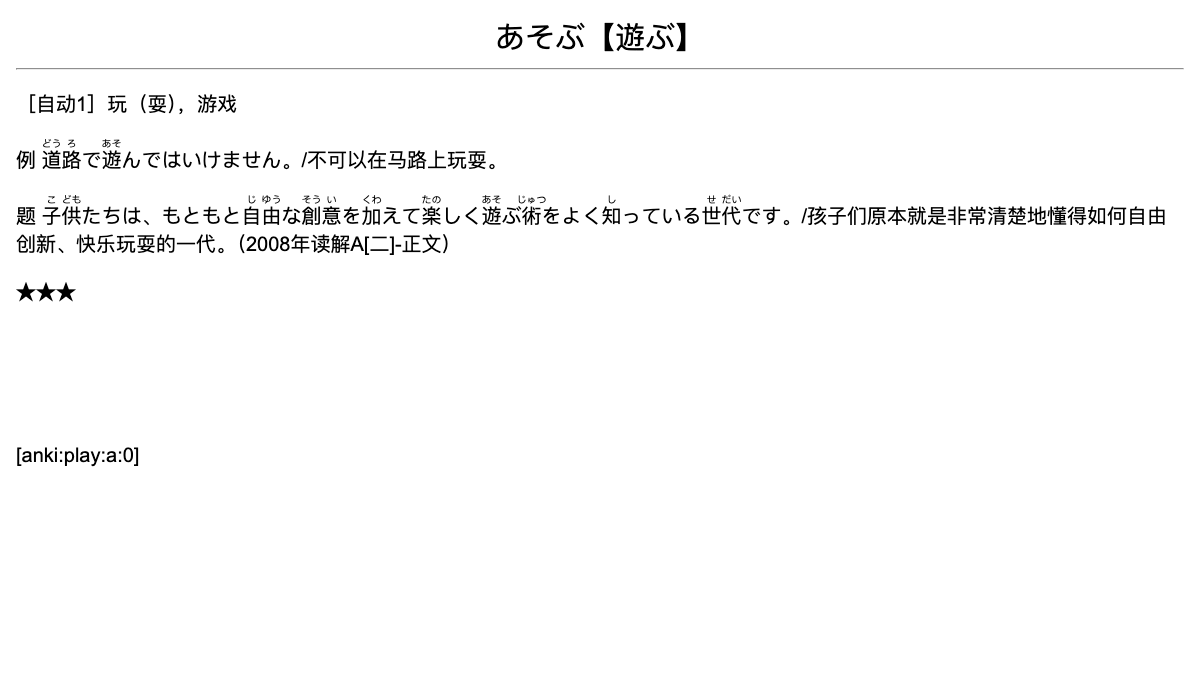 あそぶ【遊ぶ】
［自动1］玩（耍），游戏
どう ろ あそ
例 道路で遊んではいけません。/不可以在马路上玩耍。
こ ども じ ゆう そう い くわ たの あそ じゅつ し せ だい
题 子供たちは、もともと自由な創意を加えて楽しく遊ぶ術をよく知っている世代です。/孩子们原本就是非常清楚地懂得如何自由
创新、快乐玩耍的一代。（2008年读解A[二]-正文）
★★★
[anki:play:a:0]